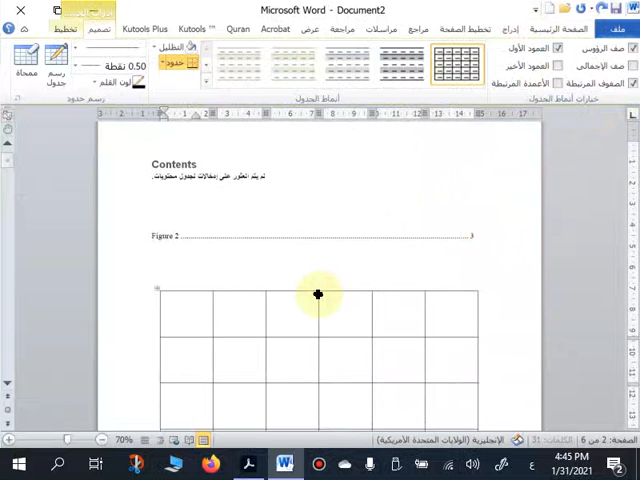 Microsoft Word - Document2
ملف
الصفحة الرئيسية
إدراج
تخطيط الصفحة
مراجع
مراسلات
مراجعة
عرض
Acrobat
Quran
Kutools ™
Kutools Plus
تصميم
تخطيط
صف الرؤوس
العمود الأول
صف الإجمالي
العمود الأخير
الصفوف المرتبطة
الأعمدة المرتبطة
خيارات أنماط الجدول
أنماط الجدول
التظليل
حدود
0.50 نقطة
لون القلم
رسم جدول
ممحاة
رسم حدود
Contents
لم يتم العثور على إدخالات لجدول محتويات.
Figure 2 3
70%
الإنجليزية (الولايات المتحدة الأمريكية)
الكلمات: 31
الصفحة: 2 من 6
4:45 PM
1/31/2021
ع
2